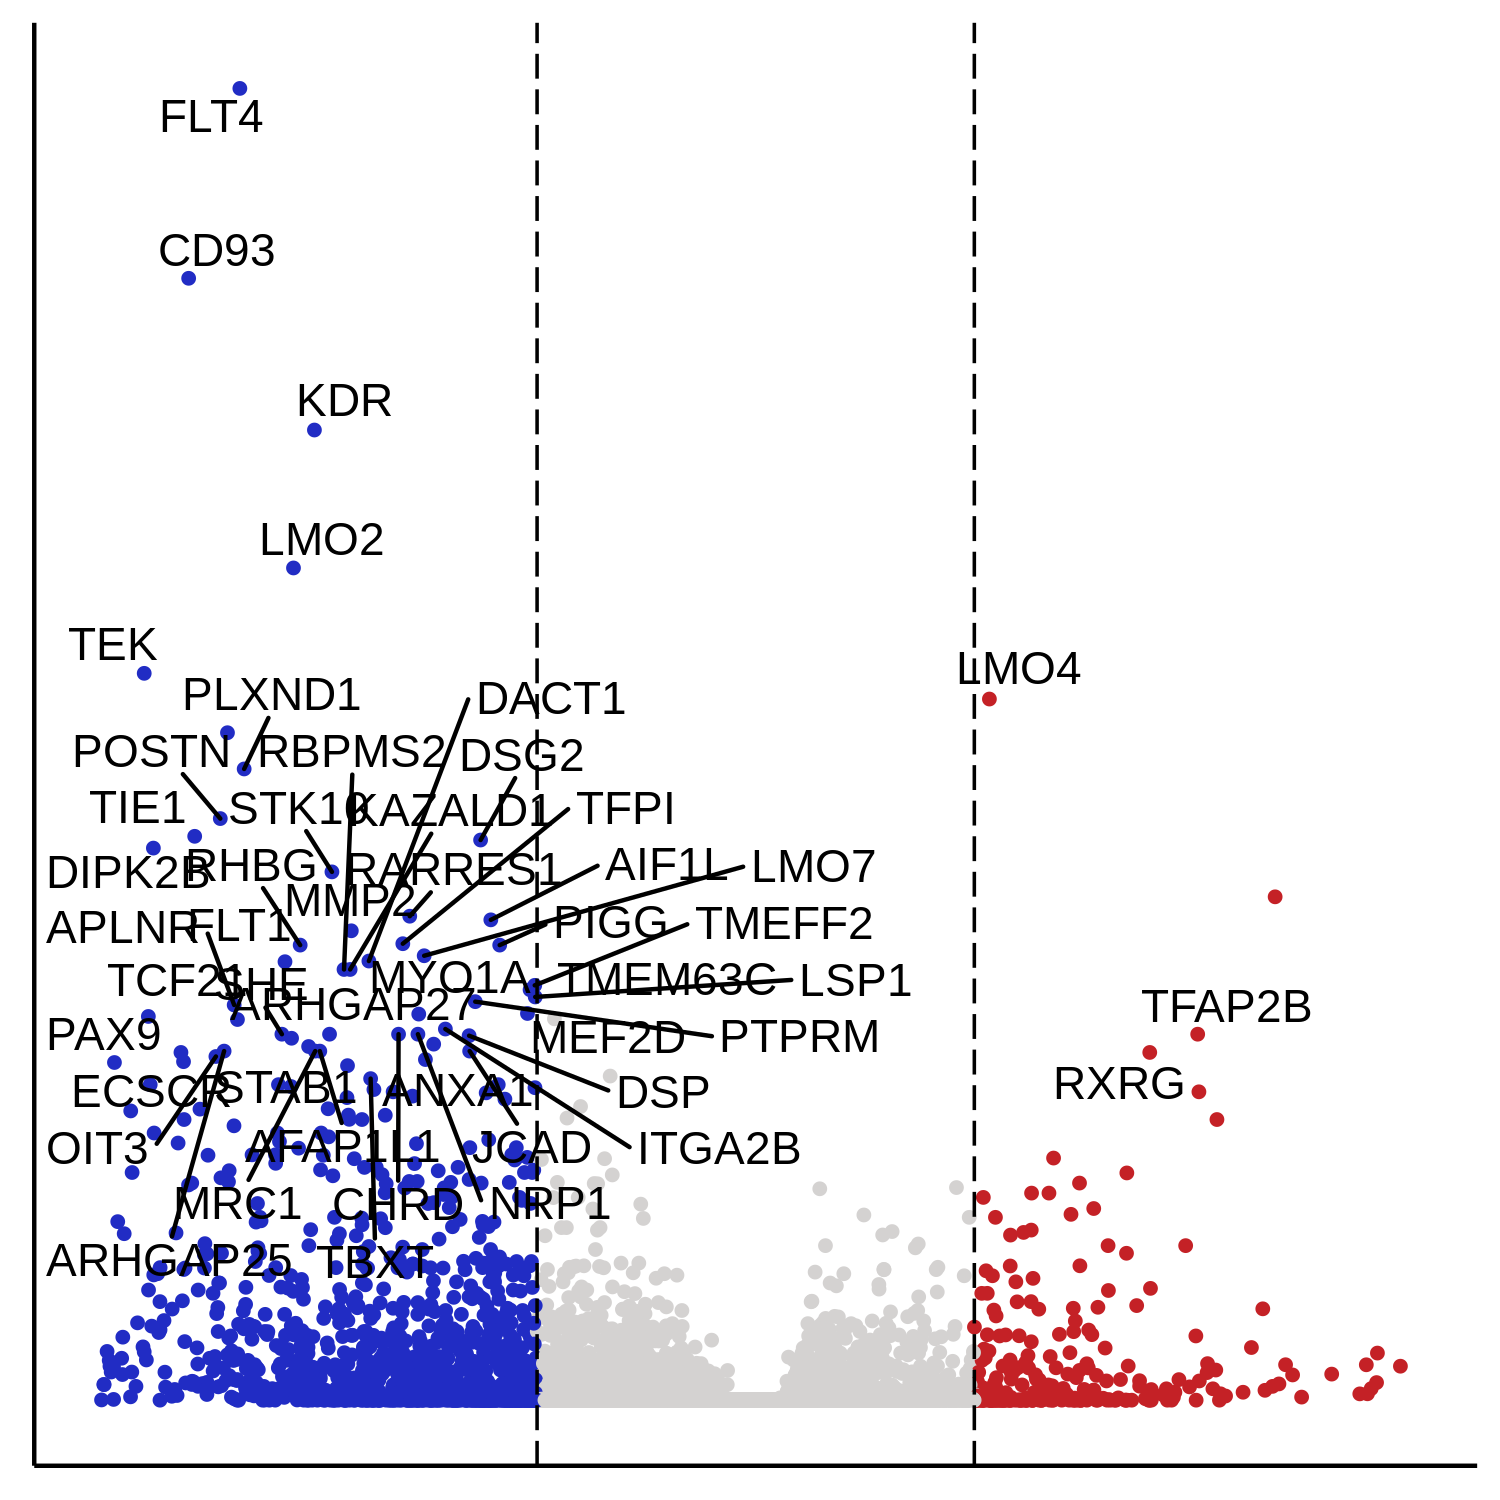 FLT4
CD93
KDR
LMO2
TEK
LMO4
PLXND1
DACT1
POSTN
RBPMS2
DSG2
TIE1
STK10
KAZALD1
TFPI
DIPK2B
RHBG
RARRES1
AIF1L
LMO7
MMP2
APLNR
FLT1
PIGG
TMEFF2
TCF21
SHE
MYO1A
TMEM63C
LSP1
ARHGAP27
TFAP2B
PAX9
MEF2D
PTPRM
ECSCR
STAB1
ANXA1
DSP
RXRG
OIT3
AFAP1L1
JCAD
ITGA2B
MRC1
CHRD
NRP1
ARHGAP25
TBXT